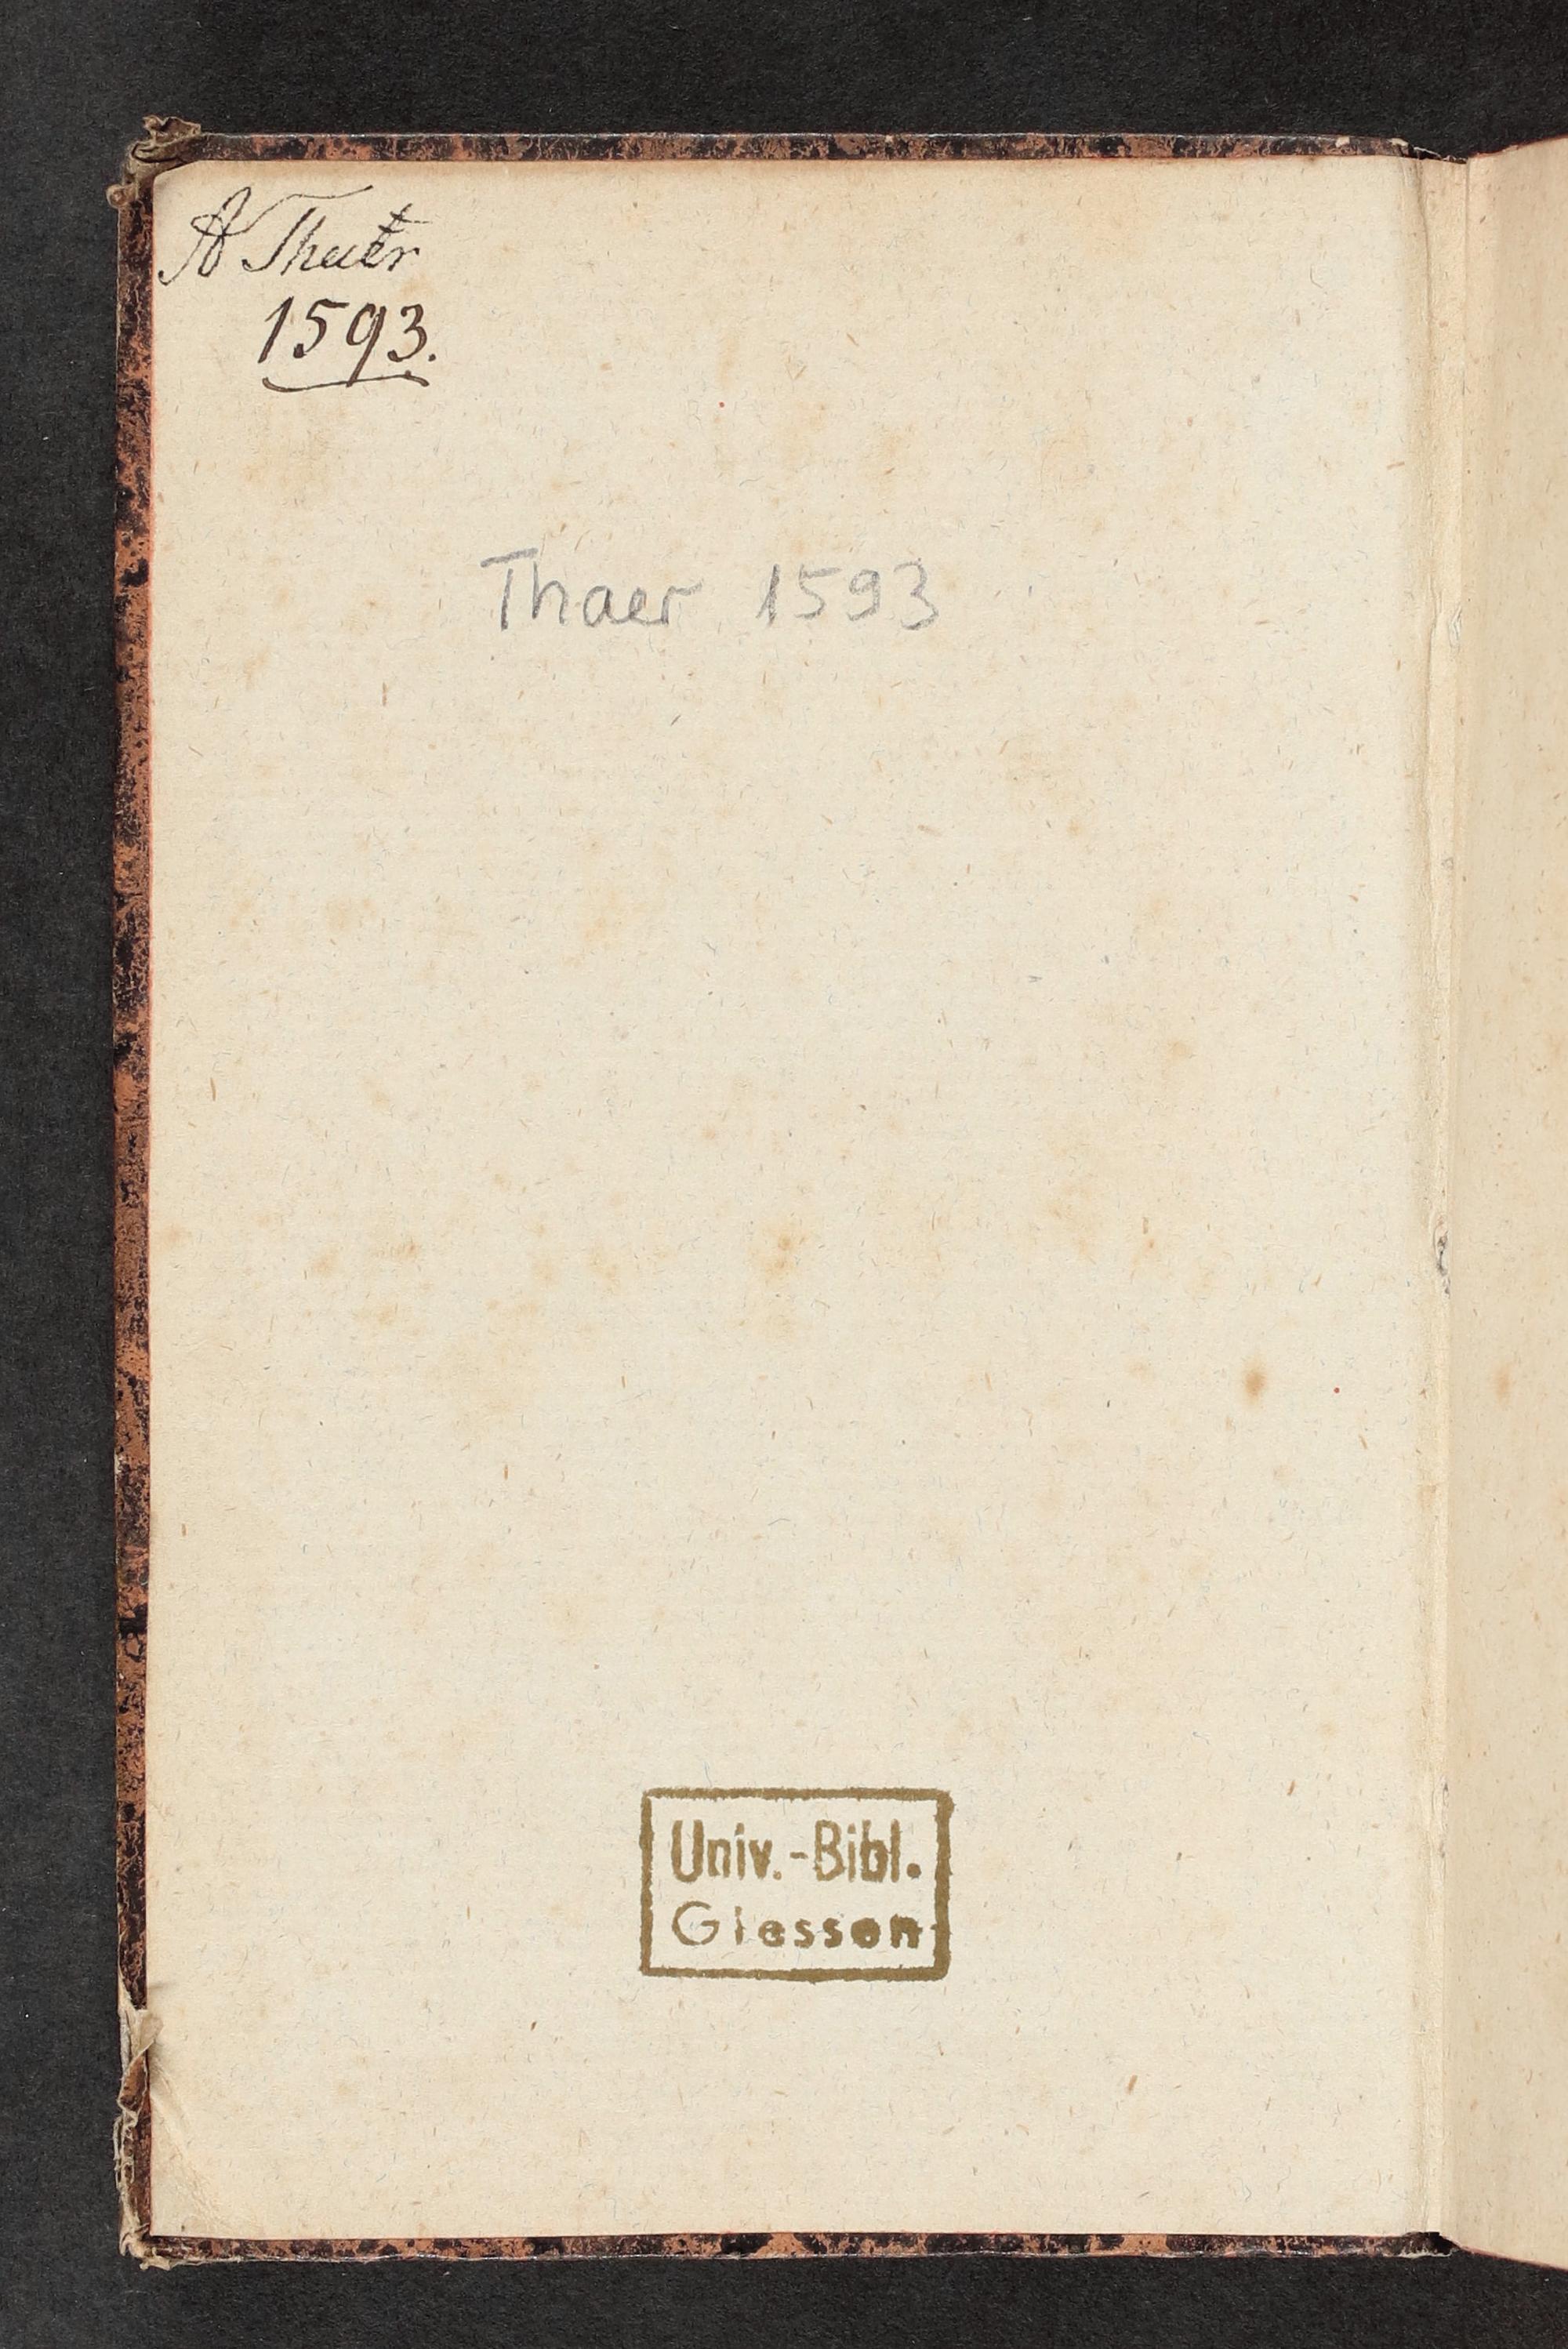 A Thaer
1593.
Thaer 1593
Univ.-Bibl.
Giessen